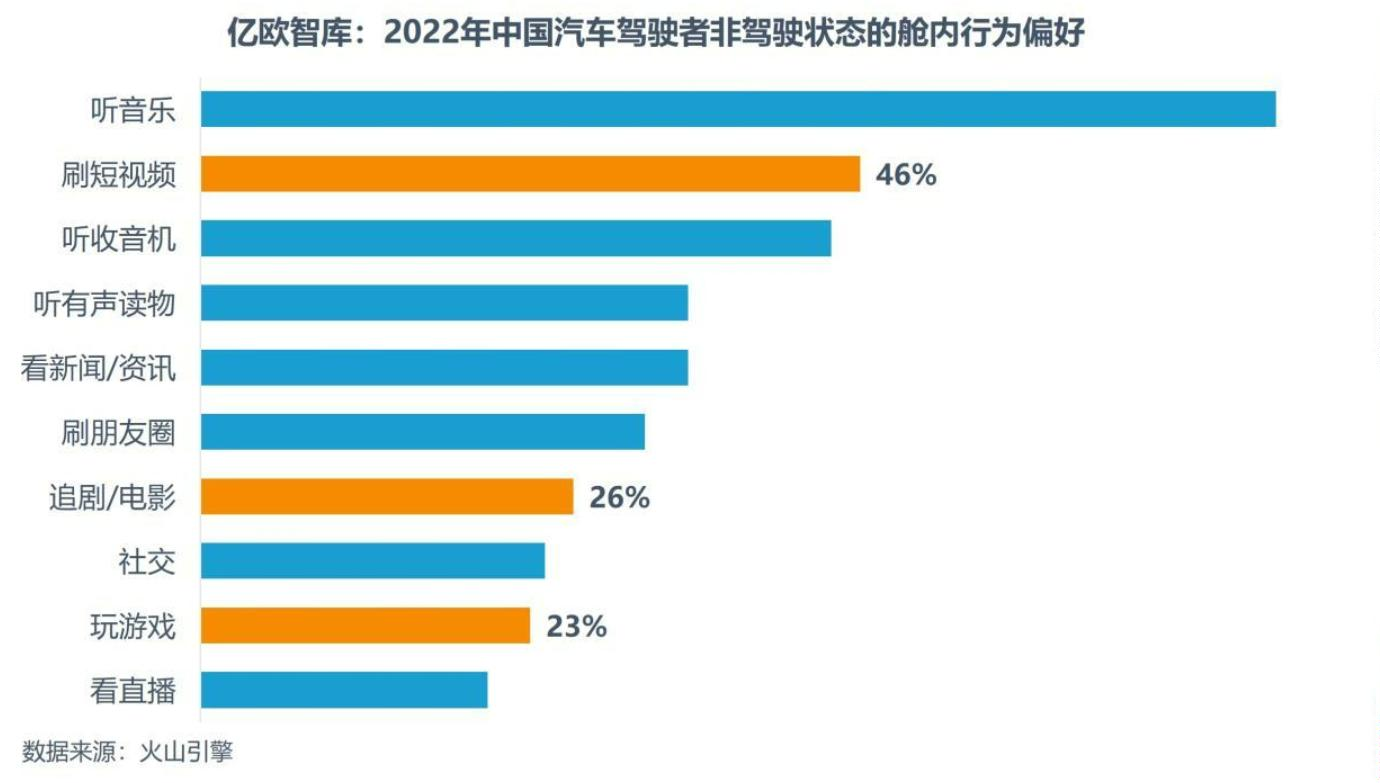 亿欧智库：2022年中国汽车驾驶者非驾驶状态的舱内行为偏好
听音乐
刷短视频 46%
听收音机
听有声读物
看新闻/资讯
刷朋友圈
追剧/电影 26%
社交
玩游戏 23%
看直播
数据来源：火山引擎